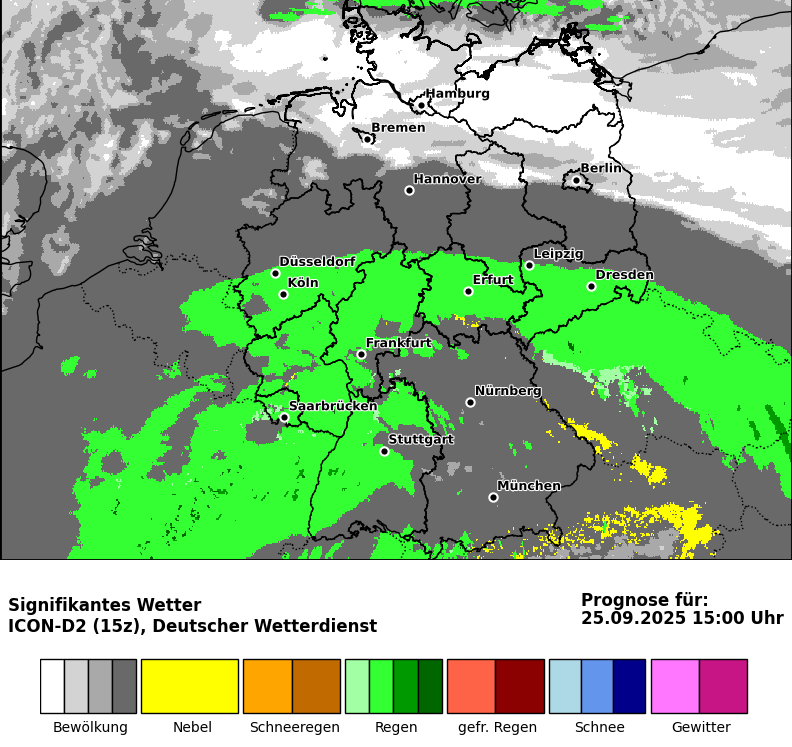 Hamburg
Bremen
Berlin
Hannover
Düsseldorf
Leipzig
Köln
Erfurt
Dresden
Frankfurt
Nürnberg
Saarbrücken
Stuttgart
München
Signifikantes Wetter
ICON-D2 (15z), Deutscher Wetterdienst
Prognose für:
25.09.2025 15:00 Uhr
Bewölkung
Nebel
Schneeregen
Regen
gefr. Regen
Schnee
Gewitter